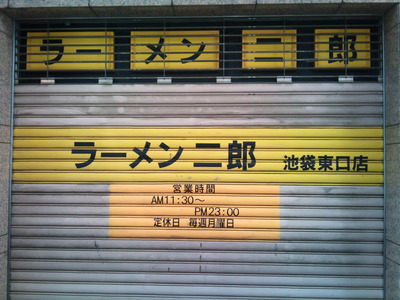 ラーメン二郎
ラーメン二郎 池袋東口店
営業時間
AM11:30～
PM23:00
定休日 毎週月曜日